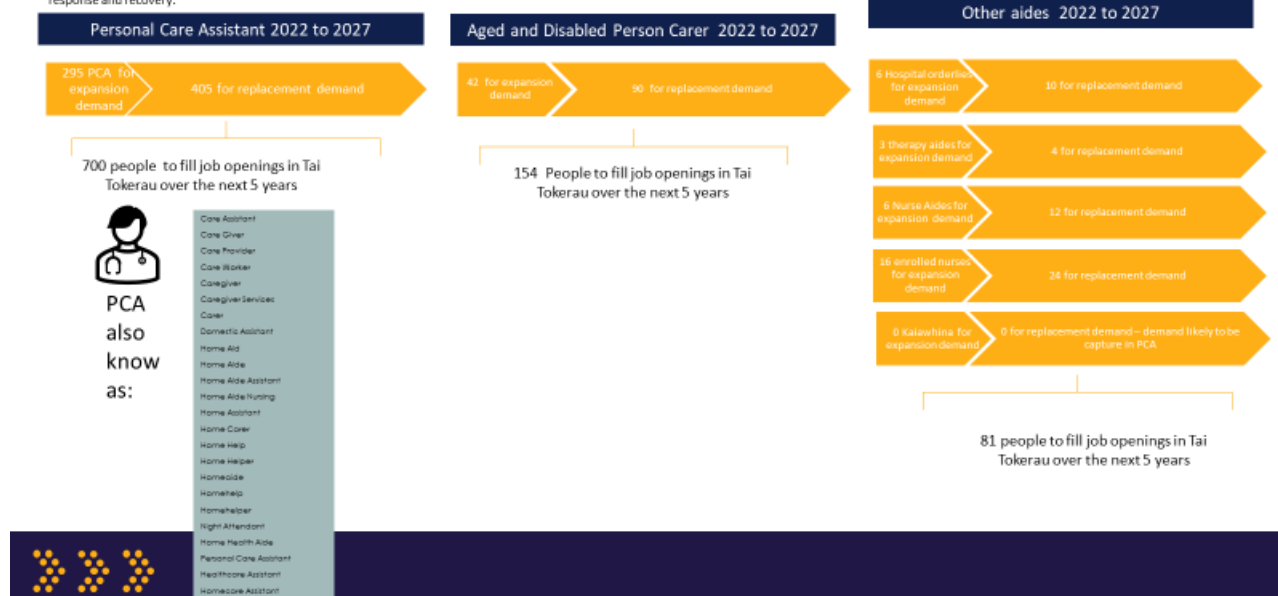 response and recovery.
Personal Care Assistant 2022 to 2027
295 PCA for
expansion
demand
405 for replacement demand
700 people to fill job openings in Tai
Tokerau over the next 5 years
PCA
also
know
as:
Care Assistant
Care Giver
Care Provider
Care Worker
Caregiver
Caregiver Services
Carer
Domestic Assistant
Home Aid
Home Aide
Home Aide Assistant
Home Aide Nursing
Home Assistant
Home Carer
Home Help
Home Helper
Homeaide
Homehelp
Homehelper
Night Attendant
Home Health Aide
Personal Care Assistant
Healthcare Assistant
Homecare Assistant
Aged and Disabled Person Carer 2022 to 2027
42 for expansion
demand
90 for replacement demand
154 People to fill job openings in Tai
Tokerau over the next 5 years
Other aides 2022 to 2027
6 Hospital orderlies
for expansion
demand
10 for replacement demand
3 therapy aides for
expansion demand
4 for replacement demand
6 Nurse Aides for
expansion demand
12 for replacement demand
16 enrolled nurses
for expansion
demand
24 for replacement demand
0 Kaiawhina for
expansion demand
0 for replacement demand – demand likely to be
capture in PCA
81 people to fill job openings in Tai
Tokerau over the next 5 years